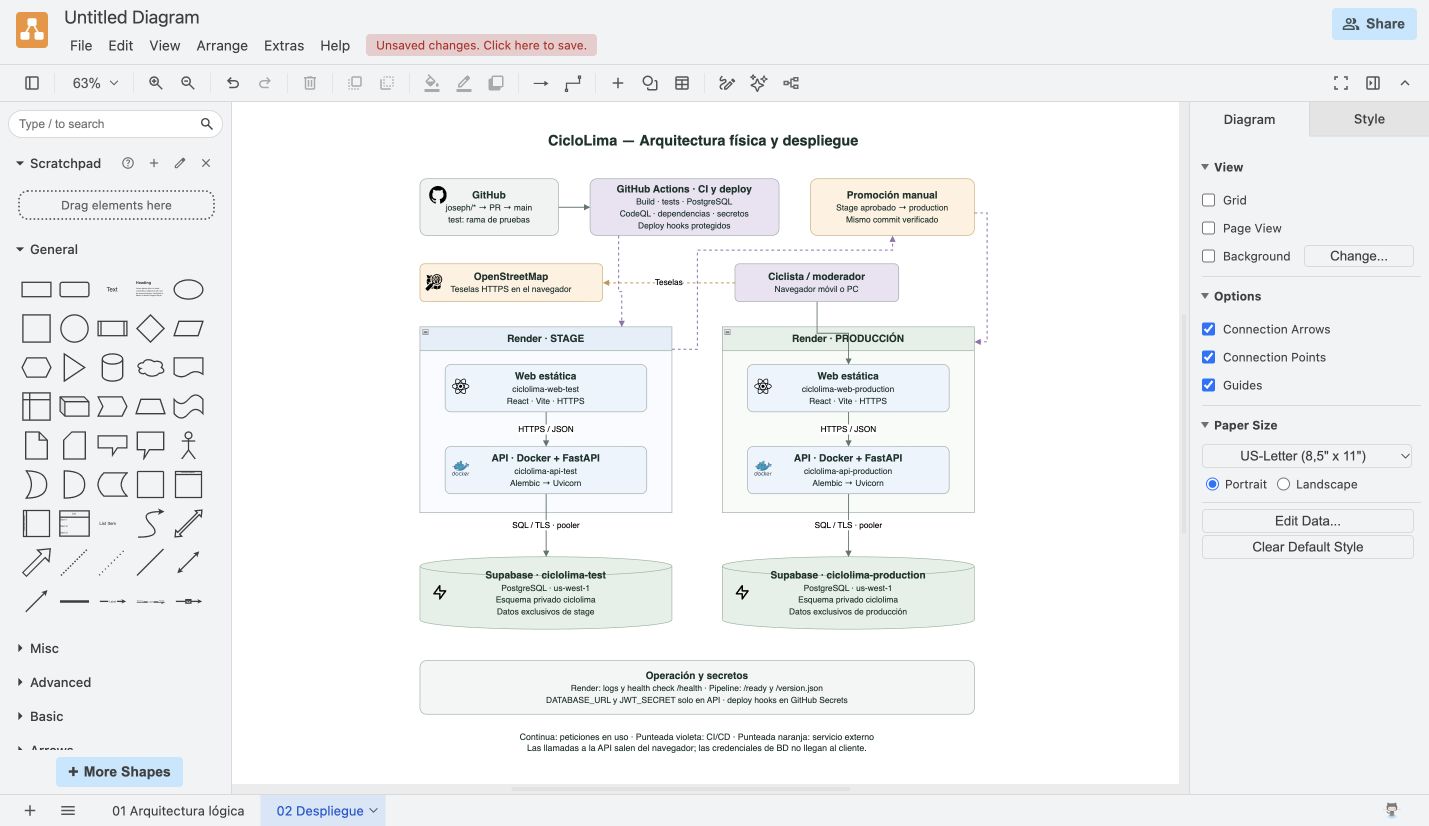 Untitled Diagram
File Edit View Arrange Extras Help Unsaved changes. Click here to save.
Share
63%
Type / to search
Scratchpad
Drag elements here
General
Text
Heading
List Item
Misc
Advanced
Basic
Arrows
+ More Shapes
CicloLima — Arquitectura física y despliegue
GitHub
joseph/* → PR → main
test: rama de pruebas
GitHub Actions · CI y deploy
Build · tests · PostgreSQL
CodeQL · dependencias · secretos
Deploy hooks protegidos
Promoción manual
Stage aprobado → production
Mismo commit verificado
OpenStreetMap
Teselas HTTPS en el navegador
Teselas
Ciclista / moderador
Navegador móvil o PC
Render · STAGE
Web estática
ciclolima-web-test
React · Vite · HTTPS
HTTPS / JSON
API · Docker + FastAPI
ciclolima-api-test
Alembic → Uvicorn
docker
SQL / TLS · pooler
Supabase · ciclolima-test
PostgreSQL · us-west-1
Esquema privado ciclolima
Datos exclusivos de stage
Render · PRODUCCIÓN
Web estática
ciclolima-web-production
React · Vite · HTTPS
HTTPS / JSON
API · Docker + FastAPI
ciclolima-api-production
Alembic → Uvicorn
docker
SQL / TLS · pooler
Supabase · ciclolima-production
PostgreSQL · us-west-1
Esquema privado ciclolima
Datos exclusivos de producción
Operación y secretos
Render: logs y health check /health · Pipeline: /ready y /version.json
DATABASE_URL y JWT_SECRET solo en API · deploy hooks en GitHub Secrets
Continua: peticiones en uso · Punteada violeta: CI/CD · Punteada naranja: servicio externo
Las llamadas a la API salen del navegador; las credenciales de BD no llegan al cliente.
Diagram Style
View
Grid
Page View
Background Change...
Options
Connection Arrows
Connection Points
Guides
Paper Size
US-Letter (8,5" x 11")
Portrait Landscape
Edit Data...
Clear Default Style
01 Arquitectura lógica 02 Despliegue